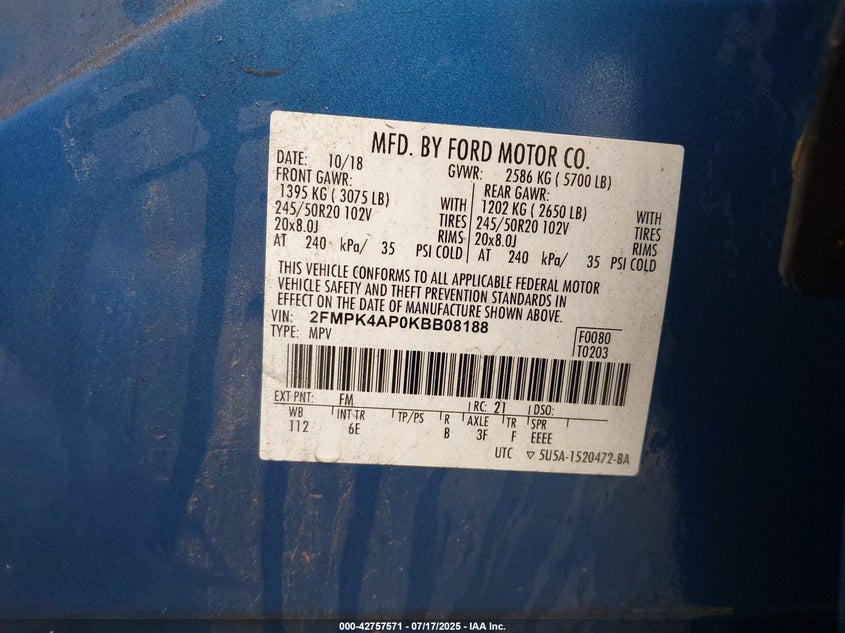 MFD. BY FORD MOTOR CO.
DATE: 10/18 GVWR: 2586 KG ( 5700 LB)
FRONT GAWR: REAR GAWR:
1395 KG ( 3075 LB) WITH 1202 KG ( 2650 LB) WITH
245/50R20 102V TIRES 245/50R20 102V TIRES
20x8.0J RIMS 20x8.0J RIMS
AT 240 kPa/ 35 PSI COLD AT 240 kPa/ 35 PSI COLD
THIS VEHICLE CONFORMS TO ALL APPLICABLE FEDERAL MOTOR
VEHICLE SAFETY AND THEFT PREVENTION STANDARDS IN
EFFECT ON THE DATE OF MANUFACTURE SHOWN ABOVE.
VIN: 2FMPK4AP0KBB08188
TYPE: MPV F0080
T0203
EXT PNT: FM RC: 21 DSO:
WB INT TR TP/PS R AXLE TR SPR
112 6E B 3F F EEEE
UTC ▽ 5U5A-1520472-BA
000-42757571 | 07/17/2025 | IAA Inc.